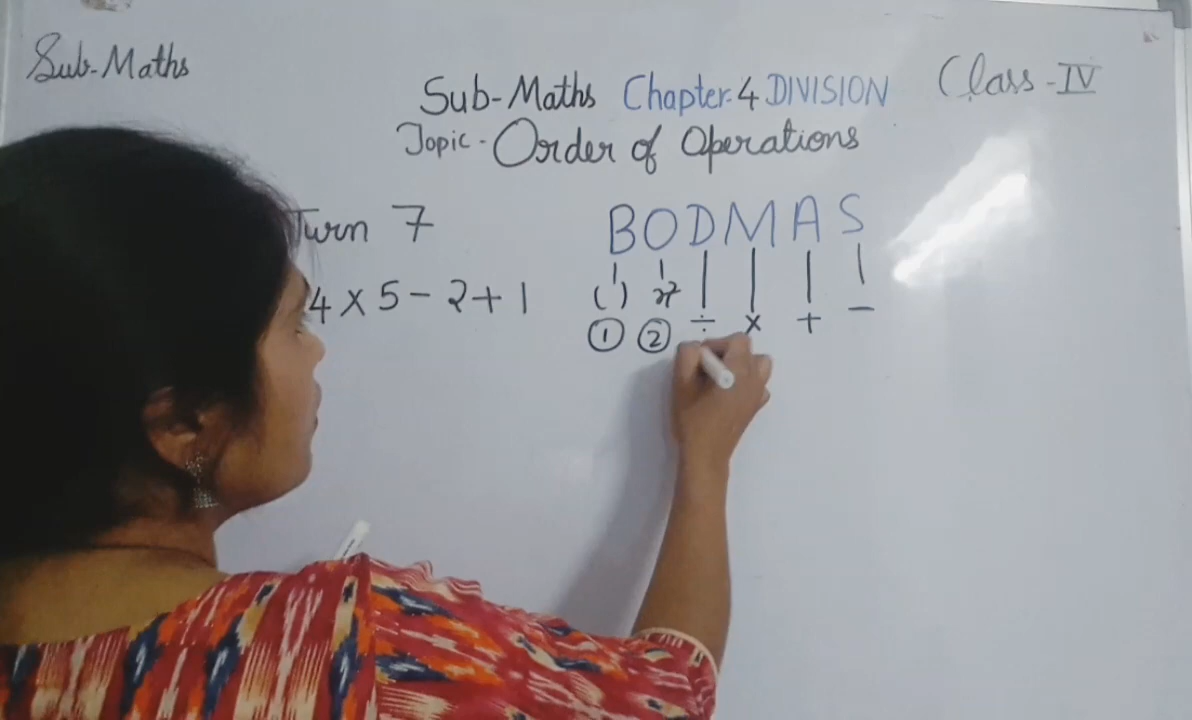 Sub-Maths
Sub-Maths Chapter-4 DIVISION
Class-IV
Topic-Order of Operations
Turn 7
BODMAS
4 × 5 - 2 + 1
( ) x² ÷ × + -
① ②